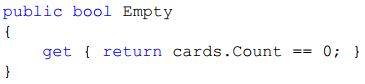 public bool Empty
{
    get { return cards.Count == 0; }
}